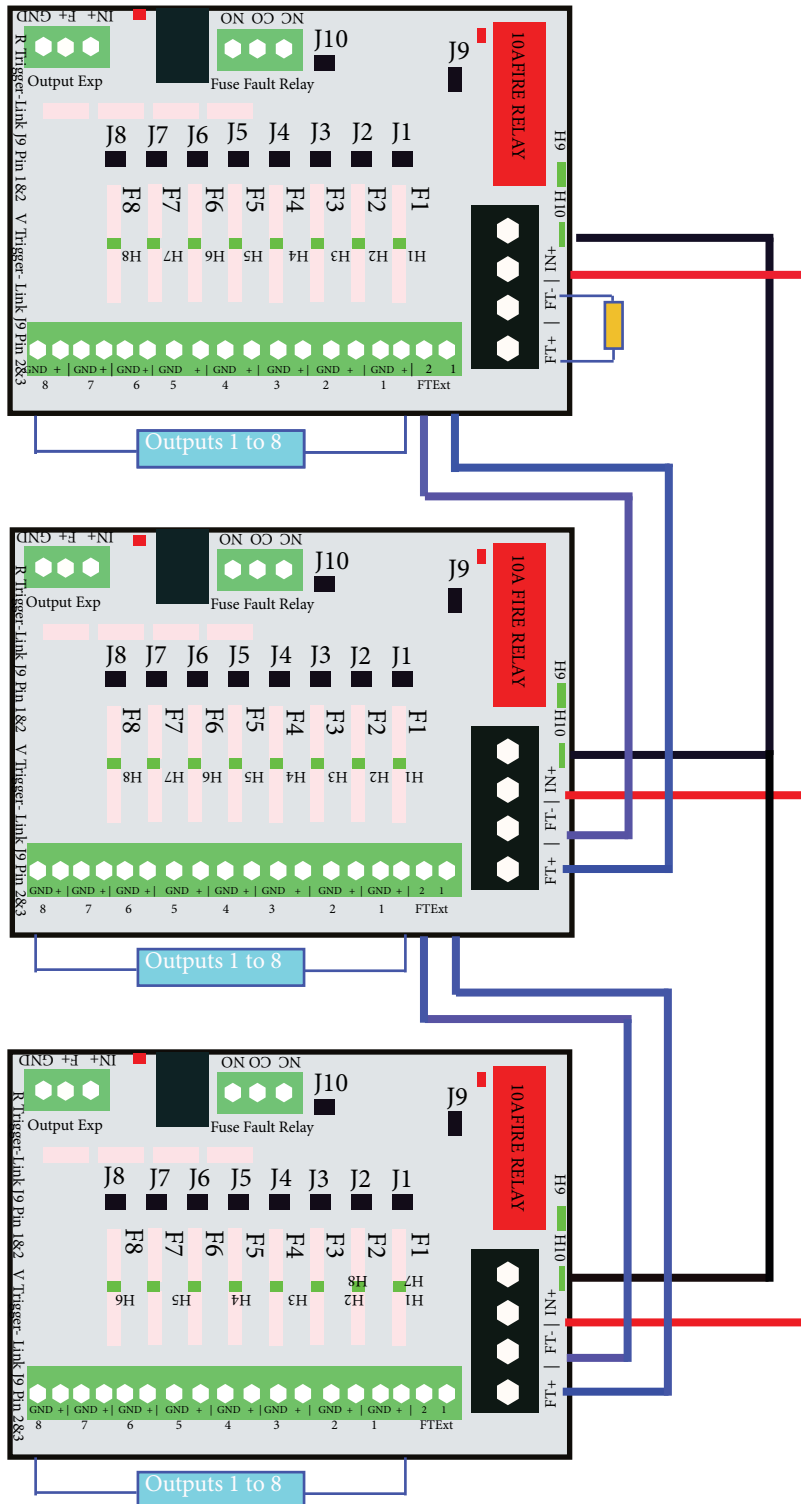 GND F+ IN+
NO CO NC
J10
J9
Output Exp
Fuse Fault Relay
10AFIRE RELAY
R Trigger-Link J9 Pin 1&2 V Trigger- Link J9 Pin 2&3
J8 J7 J6 J5 J4 J3 J2 J1
F8 F7 F6 F5 F4 F3 F2 F1
H8 H7 H6 H5 H4 H3 H2 H1
H9
H10
IN+
FT- |
FT+ |
GND + | GND + | GND + | GND + | GND + | GND + | GND + | GND + | 2 1
8 7 6 5 4 3 2 1 FTExt
Outputs 1 to 8
GND F+ IN+
NO CO NC
J10
J9
Output Exp
Fuse Fault Relay
10A FIRE RELAY
R Trigger-Link J9 Pin 1&2 V Trigger- Link J9 Pin 2&3
J8 J7 J6 J5 J4 J3 J2 J1
F8 F7 F6 F5 F4 F3 F2 F1
H8 H7 H6 H5 H4 H3 H2 H1
H9
H10
IN+
FT- |
FT+ |
GND + | GND + | GND + | GND + | GND + | GND + | GND + | GND + | 2 1
8 7 6 5 4 3 2 1 FTExt
Outputs 1 to 8
GND F+ IN+
NO CO NC
J10
J9
Output Exp
Fuse Fault Relay
10AFIRE RELAY
R Trigger-Link J9 Pin 1&2 V Trigger- Link J9 Pin 2&3
J8 J7 J6 J5 J4 J3 J2 J1
F8 F7 F6 F5 F4 F3 F2 F1
H8 H7
H6 H5 H4 H3 H2 H1
H9
H10
IN+
FT- |
FT+ |
GND + | GND + | GND + | GND + | GND + | GND + | GND + | GND + | 2 1
8 7 6 5 4 3 2 1 FTExt
Outputs 1 to 8